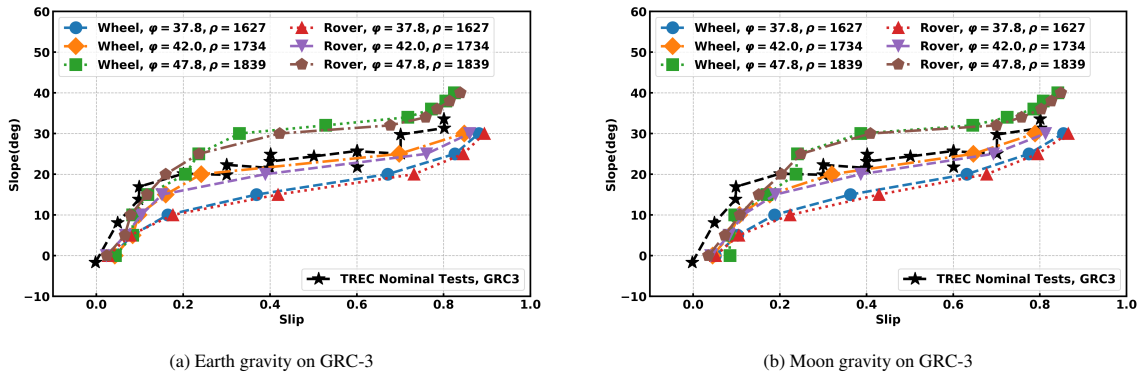 60
50
40
30
20
10
0
−10
Slope(deg)
Wheel, φ = 37.8, ρ = 1627
Wheel, φ = 42.0, ρ = 1734
Wheel, φ = 47.8, ρ = 1839
Rover, φ = 37.8, ρ = 1627
Rover, φ = 42.0, ρ = 1734
Rover, φ = 47.8, ρ = 1839
TREC Nominal Tests, GRC3
0.0 0.2 0.4 0.6 0.8 1.0
Slip
(a) Earth gravity on GRC-3
60
50
40
30
20
10
0
−10
Slope(deg)
Wheel, φ = 37.8, ρ = 1627
Wheel, φ = 42.0, ρ = 1734
Wheel, φ = 47.8, ρ = 1839
Rover, φ = 37.8, ρ = 1627
Rover, φ = 42.0, ρ = 1734
Rover, φ = 47.8, ρ = 1839
TREC Nominal Tests, GRC3
0.0 0.2 0.4 0.6 0.8 1.0
Slip
(b) Moon gravity on GRC-3